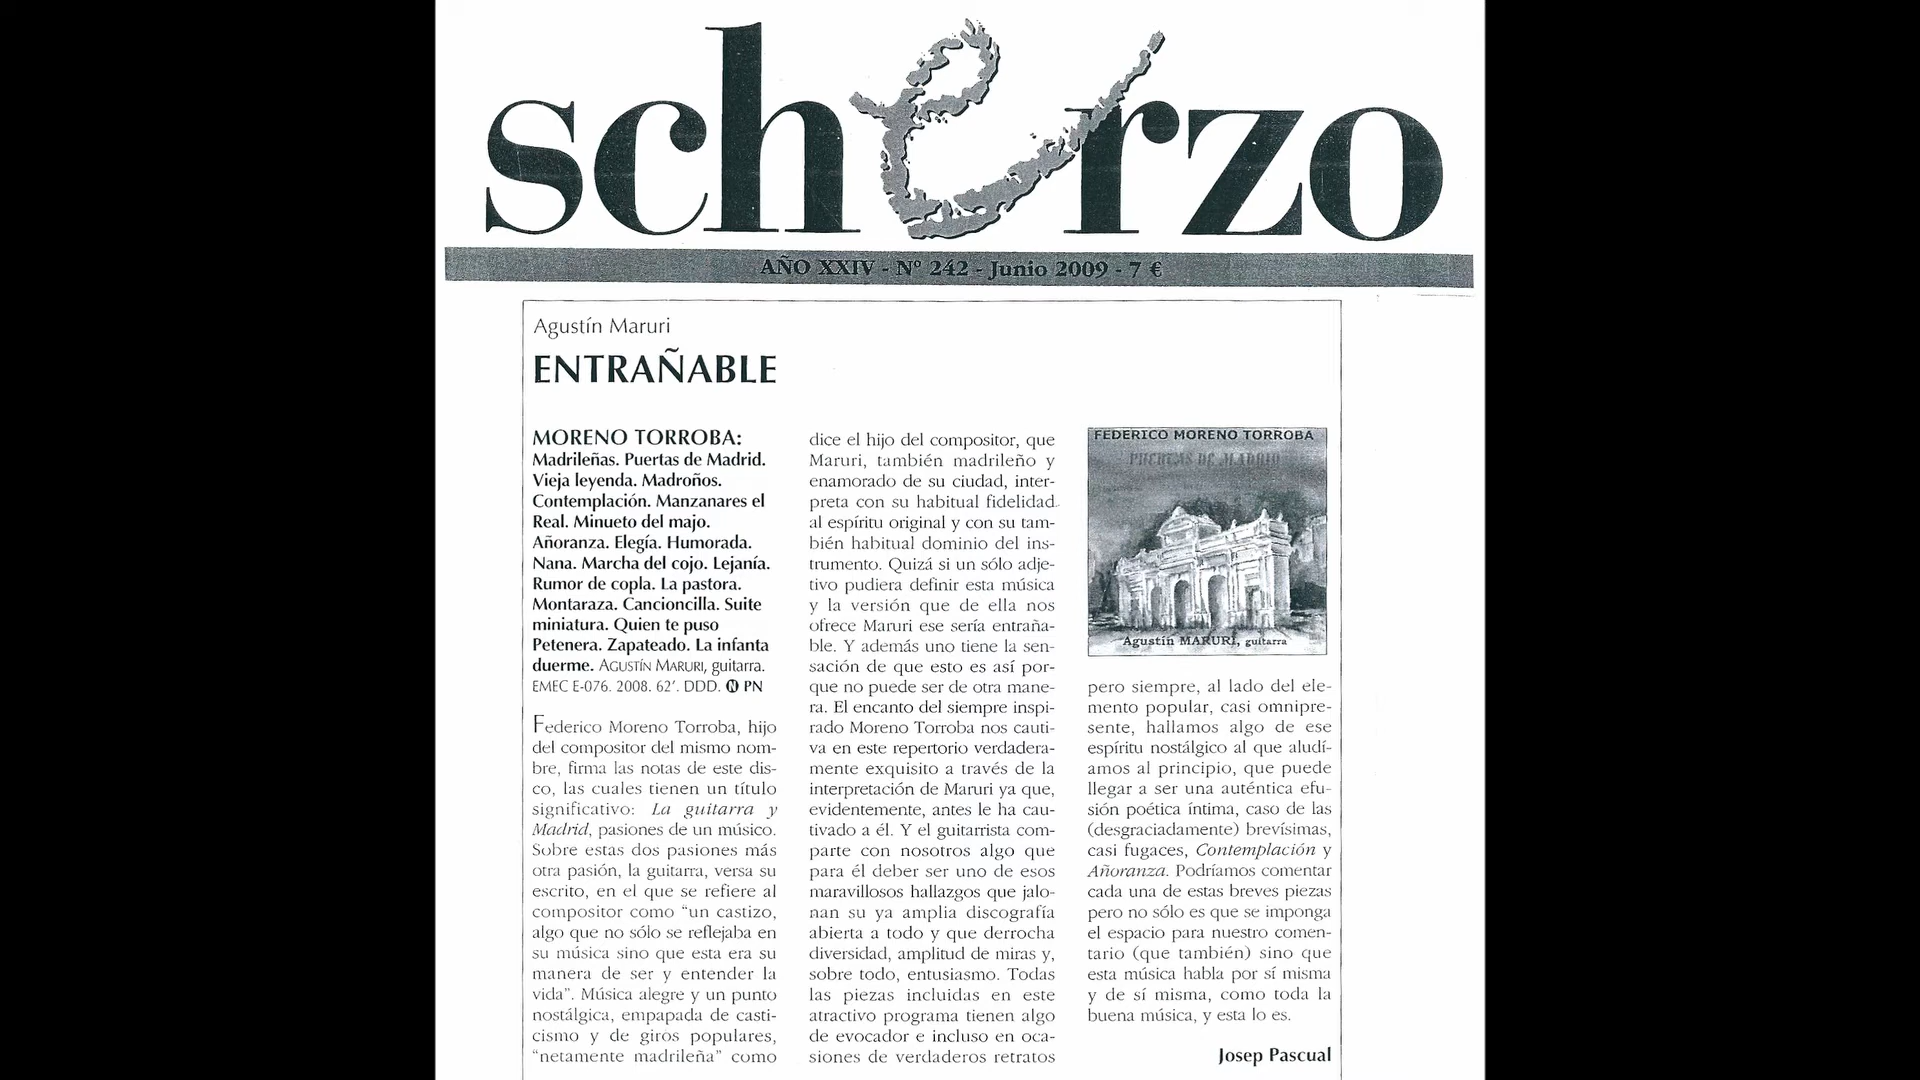 scherzo
AÑO XXIV - Nº 242 - Junio 2009 - 7 €
Agustín Maruri
ENTRAÑABLE
MORENO TORROBA:
Madrileñas. Puertas de Madrid.
Vieja leyenda. Madroños.
Contemplación. Manzanares el
Real. Minueto del majo.
Añoranza. Elegía. Humorada.
Nana. Marcha del cojo. Lejanía.
Rumor de copla. La pastora.
Montaraza. Cancioncilla. Suite
miniatura. Quien te puso
Petenera. Zapateado. La infanta
duerme. AGUSTÍN MARURI, guitarra.
EMEC E-076. 2008. 62’. DDD. N PN
Federico Moreno Torroba, hijo
del compositor del mismo nom-
bre, firma las notas de este dis-
co, las cuales tienen un título
significativo: La guitarra y
Madrid, pasiones de un músico.
Sobre estas dos pasiones más
otra pasión, la guitarra, versa su
escrito, en el que se refiere al
compositor como “un castizo,
algo que no sólo se reflejaba en
su música sino que esta era su
manera de ser y entender la
vida”. Música alegre y un punto
nostálgica, empapada de casti-
cismo y de giros populares,
“netamente madrileña” como
dice el hijo del compositor, que
Maruri, también madrileño y
enamorado de su ciudad, inter-
preta con su habitual fidelidad
al espíritu original y con su tam-
bién habitual dominio del ins-
trumento. Quizá si un sólo adje-
tivo pudiera definir esta música
y la versión que de ella nos
ofrece Maruri ese sería entraña-
ble. Y además uno tiene la sen-
sación de que esto es así por-
que no puede ser de otra mane-
ra. El encanto del siempre inspi-
rado Moreno Torroba nos cauti-
va en este repertorio verdadera-
mente exquisito a través de la
interpretación de Maruri ya que,
evidentemente, antes le ha cau-
tivado a él. Y el guitarrista com-
parte con nosotros algo que
para él deber ser uno de esos
maravillosos hallazgos que jalo-
nan su ya amplia discografía
abierta a todo y que derrocha
diversidad, amplitud de miras y,
sobre todo, entusiasmo. Todas
las piezas incluidas en este
atractivo programa tienen algo
de evocador e incluso en oca-
siones de verdaderos retratos
FEDERICO MORENO TORROBA
PUERTAS DE MADRID
Agustín MARURI, guitarra
pero siempre, al lado del ele-
mento popular, casi omnipre-
sente, hallamos algo de ese
espíritu nostálgico al que aludí-
amos al principio, que puede
llegar a ser una auténtica efu-
sión poética íntima, caso de las
(desgraciadamente) brevísimas,
casi fugaces, Contemplación y
Añoranza. Podríamos comentar
cada una de estas breves piezas
pero no sólo es que se imponga
el espacio para nuestro comen-
tario (que también) sino que
esta música habla por sí misma
y de sí misma, como toda la
buena música, y esta lo es.
Josep Pascual